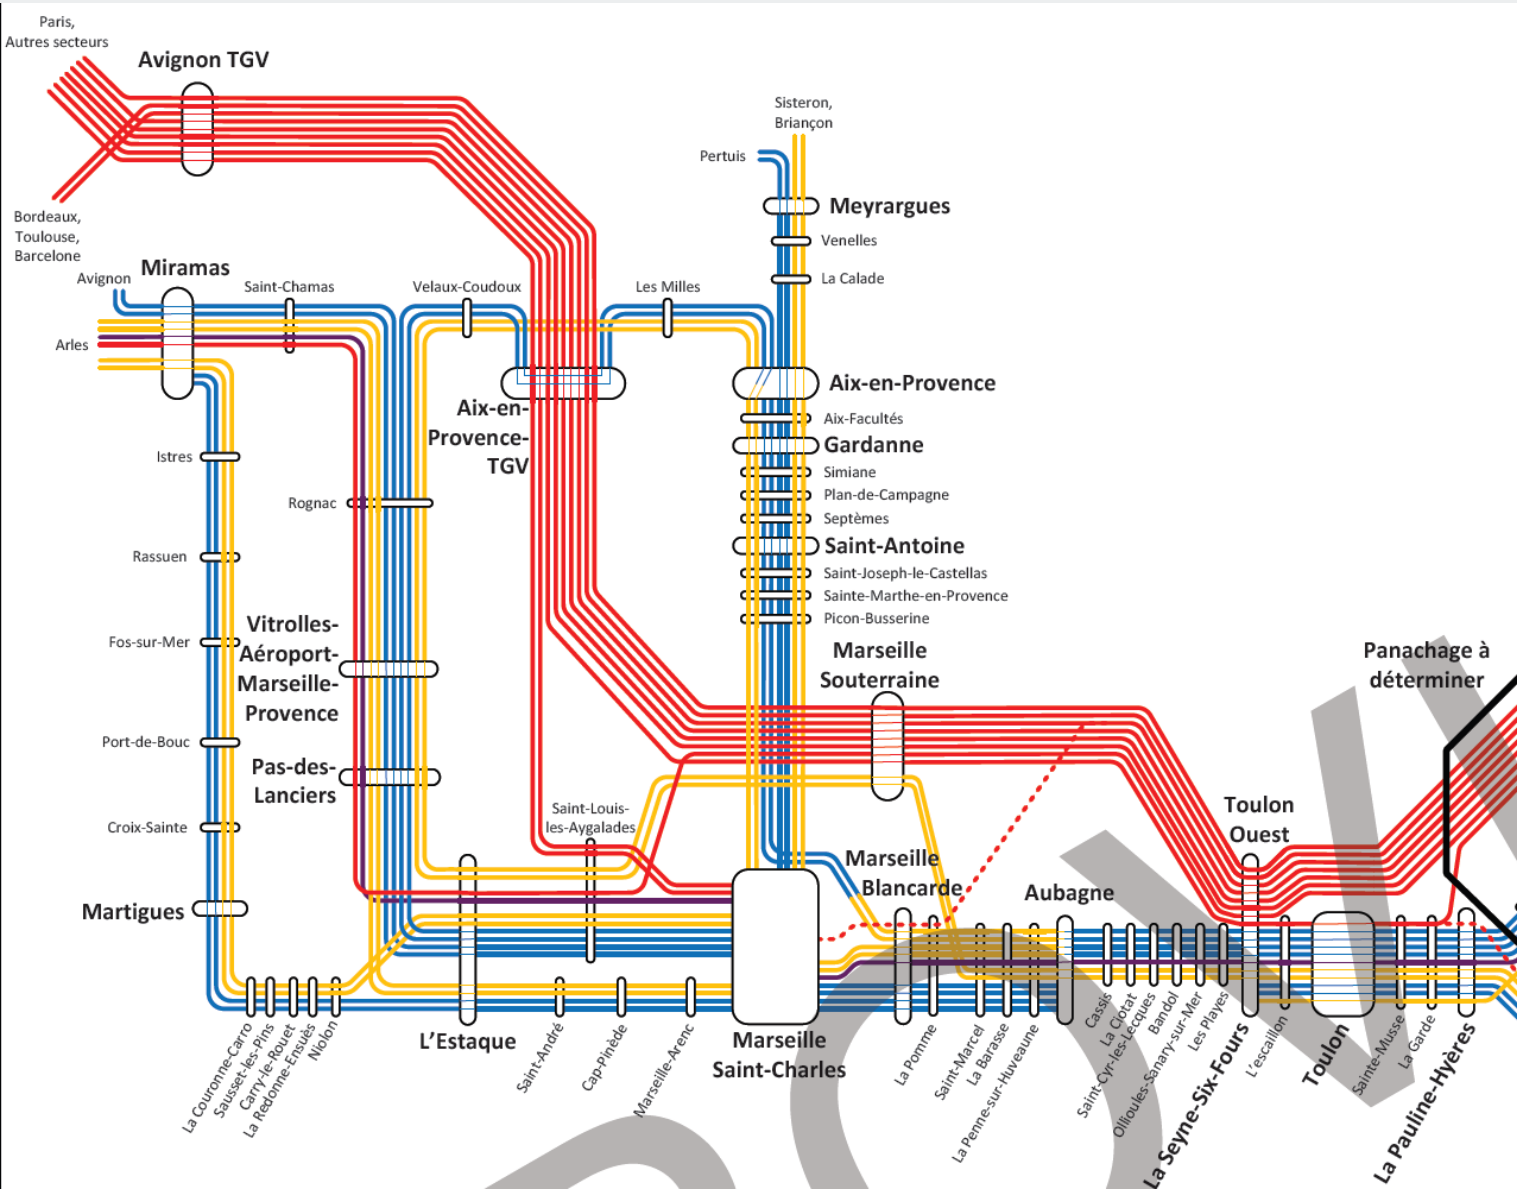 Paris,
Autres secteurs
Avignon TGV
Bordeaux,
Toulouse,
Barcelone
Avignon
Miramas
Saint-Chamas
Velaux-Coudoux
Les Milles
Arles
Sisteron,
Briançon
Pertuis
Meyrargues
Venelles
La Calade
Aix-en-Provence
Aix-Facultés
Gardanne
Simiane
Plan-de-Campagne
Septèmes
Saint-Antoine
Saint-Joseph-le-Castellas
Sainte-Marthe-en-Provence
Picon-Busserine
Aix-en-
Provence-
TGV
Istres
Rognac
Rassuen
Fos-sur-Mer
Vitrolles-
Aéroport-
Marseille-
Provence
Port-de-Bouc
Pas-des-
Lanciers
Croix-Sainte
Martigues
Saint-Louis-
les-Aygalades
Marseille
Souterraine
Marseille
Blancarde
Aubagne
Panachage à
déterminer
Toulon
Ouest
La Couronne-Carro
Sausset-les-Pins
Carry-le-Rouet
La Redonne-Ensuès
Niolon
L'Estaque
Saint-André
Cap-Pinède
Marseille-Arenc
Marseille
Saint-Charles
La Pomme
Saint-Marcel
La Barasse
La Penne-sur-Huveaune
Cassis
La Ciotat
Saint-Cyr-les-Lecques
Bandol
Ollioules-Sanary-sur-Mer
Les Playes
La Seyne-Six-Fours
L'escaillon
Toulon
Sainte-Musse
La Garde
La Pauline-Hyères